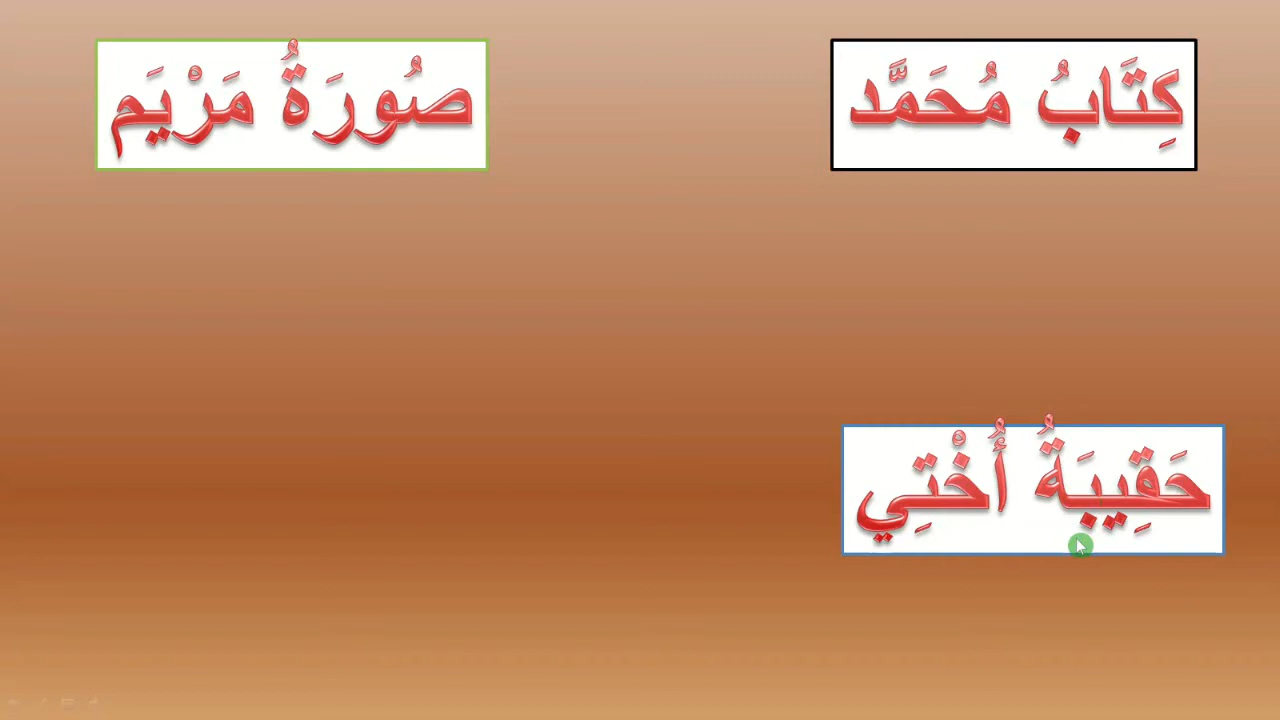 كِتَابُ مُحَمَّد
صُورَةُ مَرْيَم
حَقِيبَةُ أُخْتِي